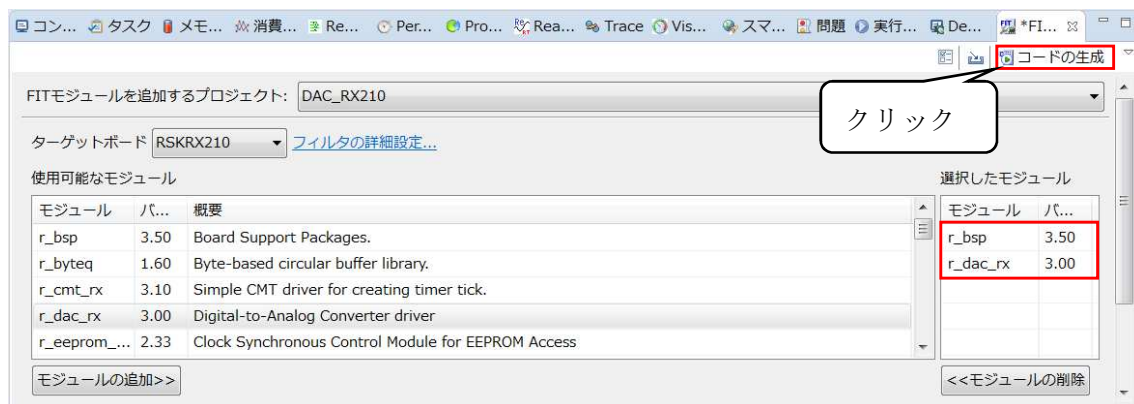 コン... タスク メモ... 消費... Re... Per... Pro... Rea... Trace Vis... スマ... 問題 実行... De... *FI...
コードの生成
FITモジュールを追加するプロジェクト: DAC_RX210
クリック
ターゲットボード RSKRX210 フィルタの詳細設定...
使用可能なモジュール 選択したモジュール
モジュール バ... 概要 モジュール バ...
r_bsp 3.50 Board Support Packages. r_bsp 3.50
r_byteq 1.60 Byte-based circular buffer library. r_dac_rx 3.00
r_cmt_rx 3.10 Simple CMT driver for creating timer tick.
r_dac_rx 3.00 Digital-to-Analog Converter driver
r_eeprom_... 2.33 Clock Synchronous Control Module for EEPROM Access
モジュールの追加>> <<モジュールの削除